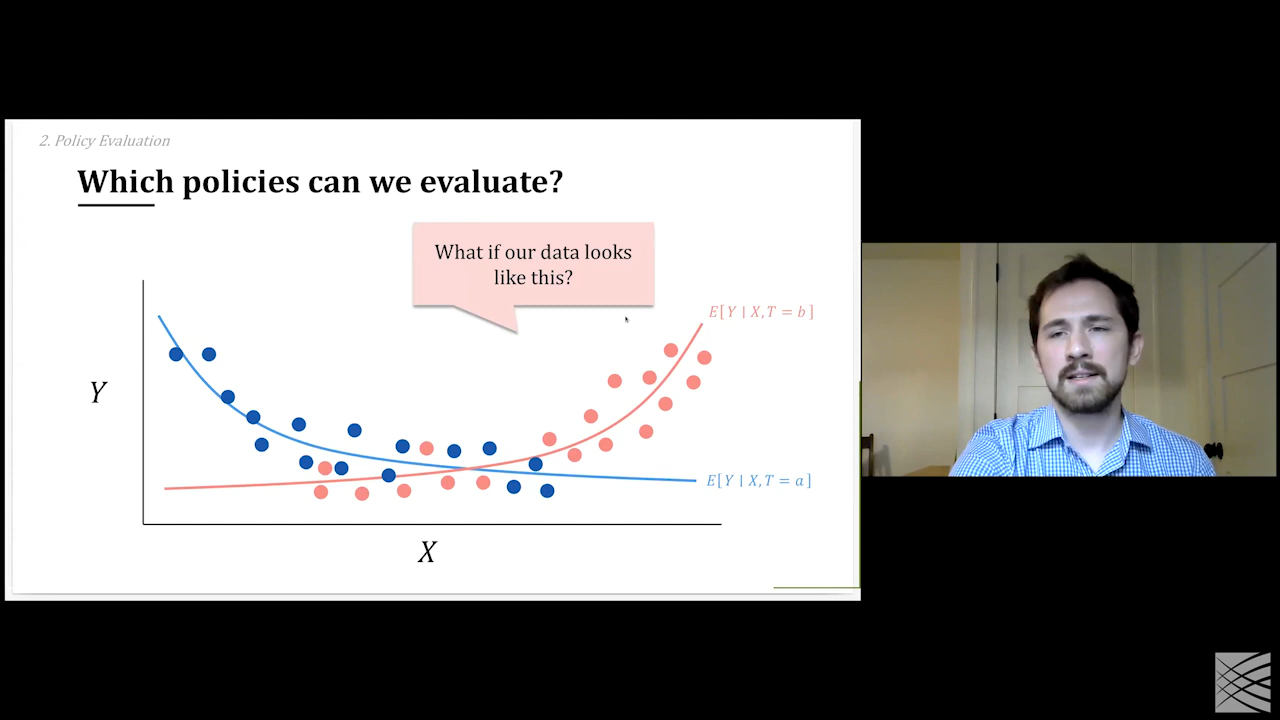 2. Policy Evaluation
Which policies can we evaluate?
What if our data looks
like this?
E[Y | X, T = b]
Y
E[Y | X, T = a]
X